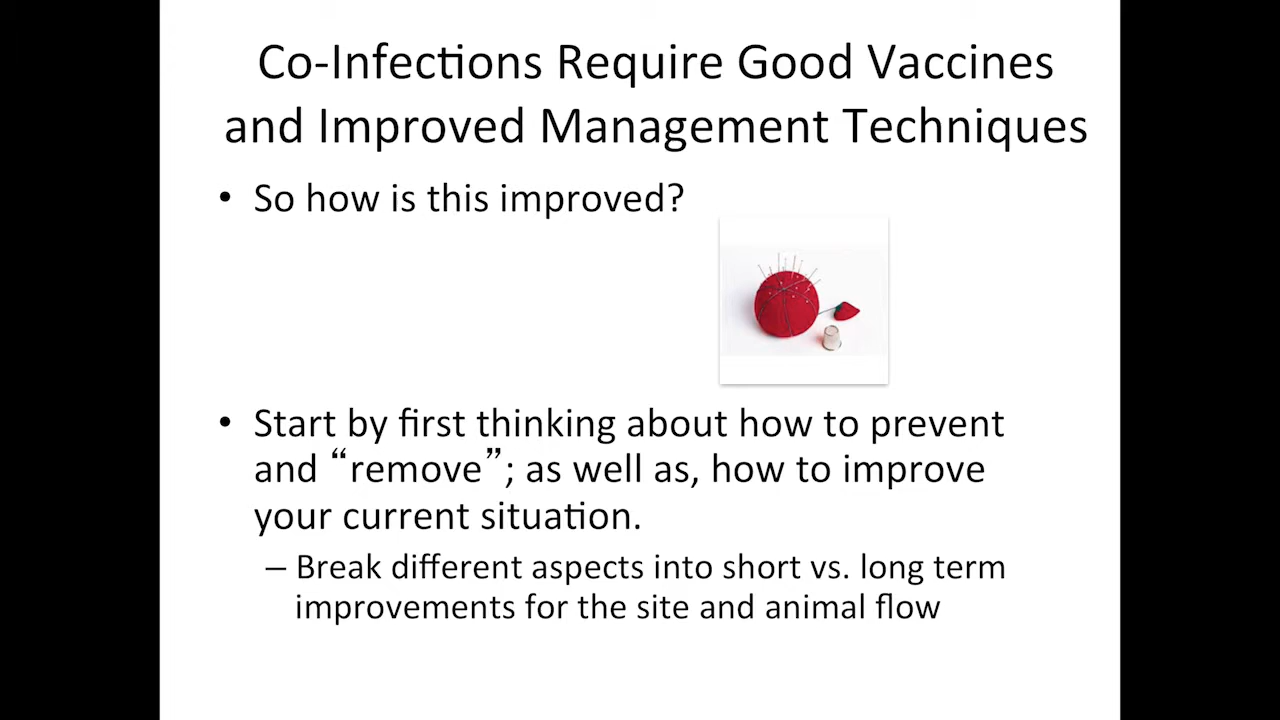 Co-Infections Require Good Vaccines
and Improved Management Techniques
• So how is this improved?
• Start by first thinking about how to prevent
and “remove”; as well as, how to improve
your current situation.
– Break different aspects into short vs. long term
improvements for the site and animal flow